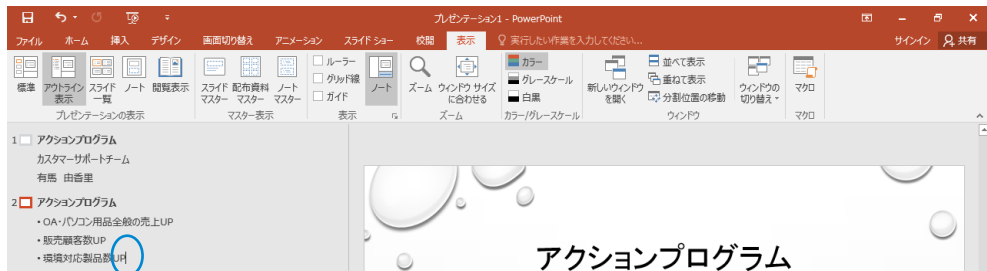 プレゼンテーション1 - PowerPoint
ファイル ホーム 挿入 デザイン 画面切り替え アニメーション スライド ショー 校閲 表示 実行したい作業を入力してください... サインイン 共有
標準 アウトライン表示 スライド一覧 ノート 閲覧表示 スライドマスター 配布資料マスター ノートマスター ルーラー グリッド線 ガイド ノート ズーム ウィンドウ サイズに合わせる カラー グレースケール 白黒 新しいウィンドウを開く 並べて表示 重ねて表示 分割位置の移動 ウィンドウの切り替え マクロ
プレゼンテーションの表示 マスター表示 表示 ズーム カラー/グレースケール ウィンドウ マクロ
1 アクションプログラム
カスタマーサポートチーム
有馬 由香里
2 アクションプログラム
・OA・パソコン用品全般の売上UP
・販売顧客数UP
・環境対応製品数UP
アクションプログラム